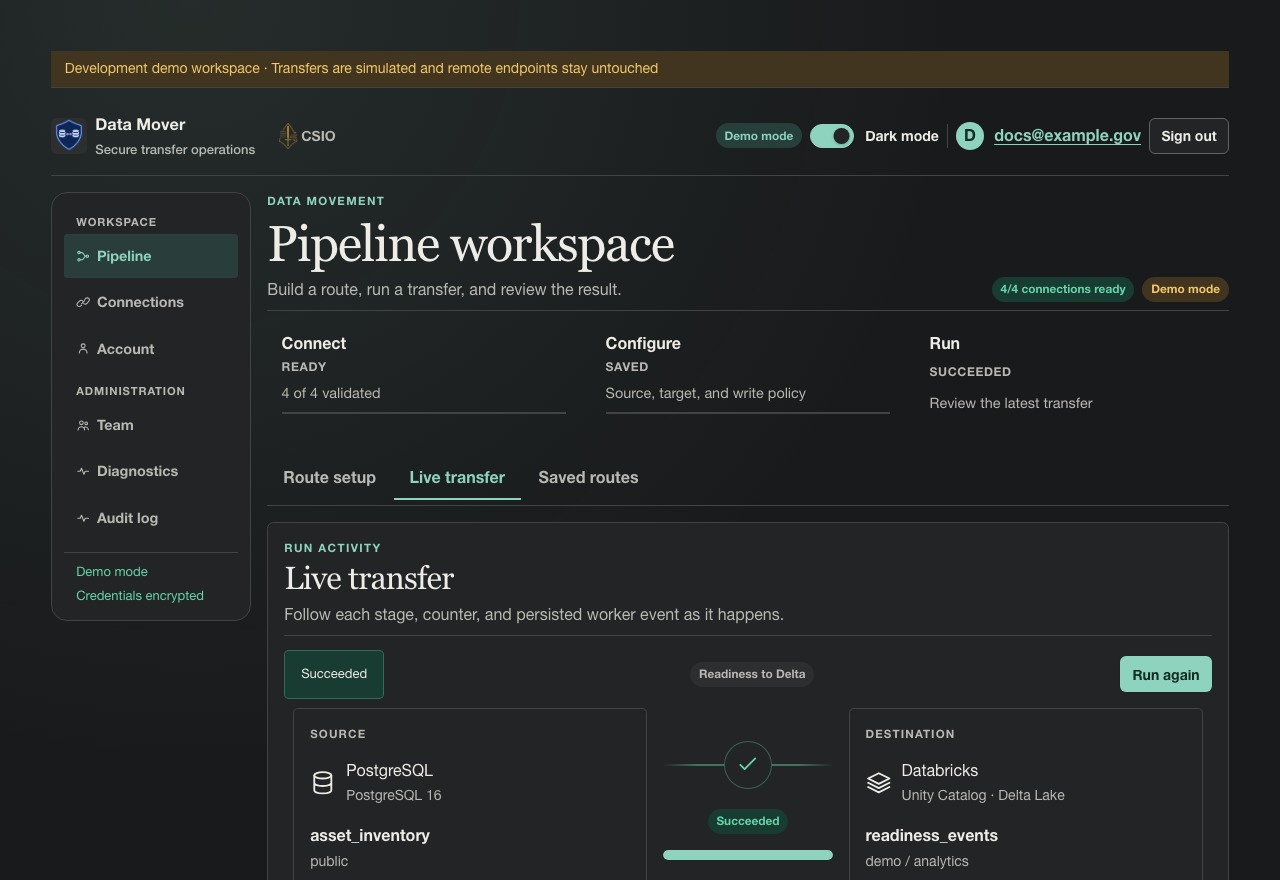 Development demo workspace · Transfers are simulated and remote endpoints stay untouched
Data Mover
Secure transfer operations
CSIO
Demo mode
Dark mode
D
docs@example.gov
Sign out
WORKSPACE
Pipeline
Connections
Account
ADMINISTRATION
Team
Diagnostics
Audit log
Demo mode
Credentials encrypted
DATA MOVEMENT
Pipeline workspace
Build a route, run a transfer, and review the result.
4/4 connections ready
Demo mode
Connect
READY
4 of 4 validated
Configure
SAVED
Source, target, and write policy
Run
SUCCEEDED
Review the latest transfer
Route setup
Live transfer
Saved routes
RUN ACTIVITY
Live transfer
Follow each stage, counter, and persisted worker event as it happens.
Succeeded
Readiness to Delta
Run again
SOURCE
PostgreSQL
PostgreSQL 16
asset_inventory
public
Succeeded
DESTINATION
Databricks
Unity Catalog · Delta Lake
readiness_events
demo / analytics